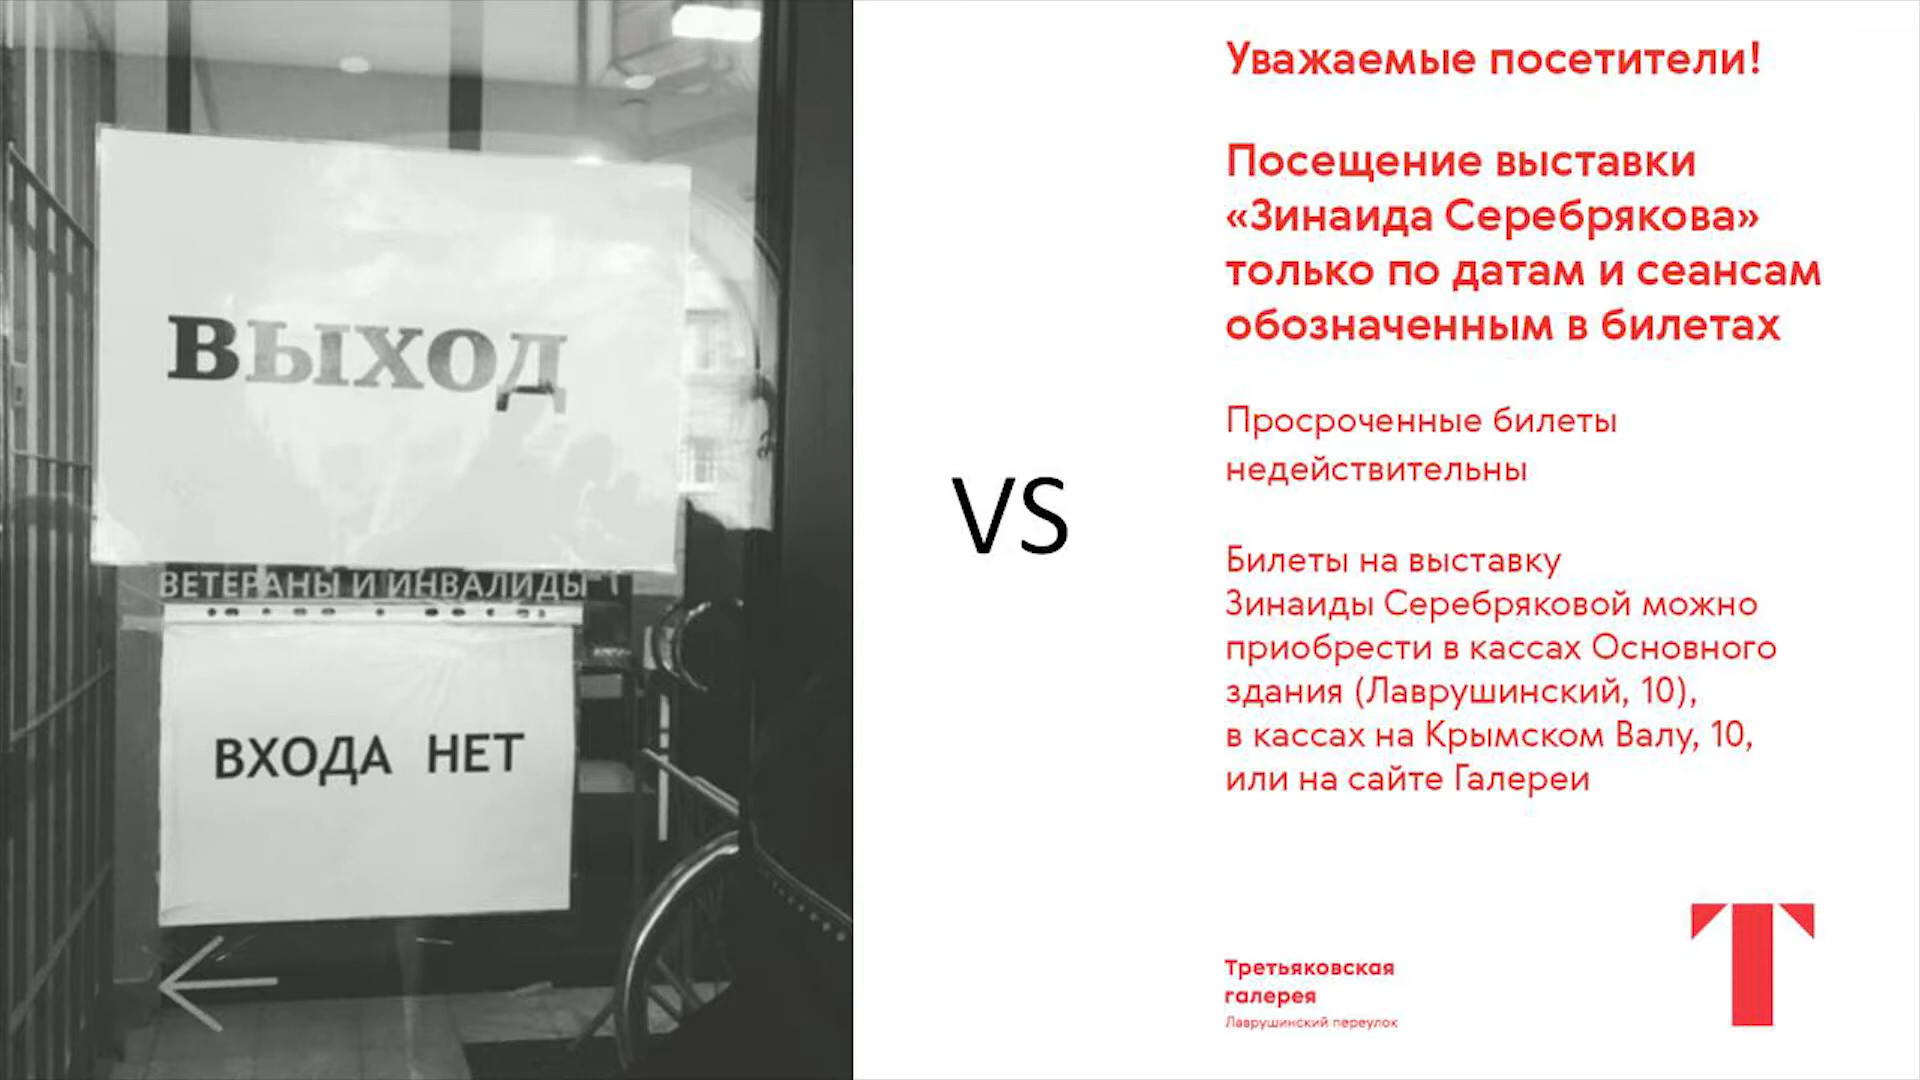 ВЫХОД
ВЕТЕРАНЫ И ИНВАЛИДЫ
ВХОДА НЕТ
VS
Уважаемые посетители!
Посещение выставки
«Зинаида Серебрякова»
только по датам и сеансам
обозначенным в билетах
Просроченные билеты
недействительны
Билеты на выставку
Зинаиды Серебряковой можно
приобрести в кассах Основного
здания (Лаврушинский, 10),
в кассах на Крымском Валу, 10,
или на сайте Галереи
Третьяковская
галерея
Лаврушинский переулок